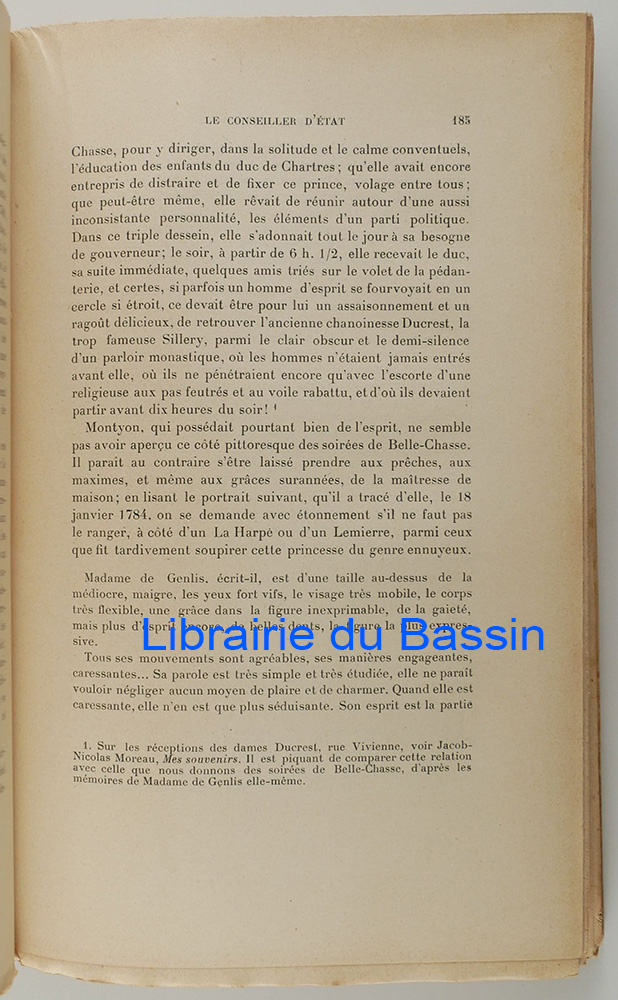 LE CONSEILLER D'ÉTAT 185
Chasse, pour y diriger, dans la solitude et le calme conventuels,
l'éducation des enfants du duc de Chartres; qu'elle avait encore
entrepris de distraire et de fixer ce prince, volage entre tous;
que peut-être même, elle rêvait de réunir autour d'une aussi
inconsistante personnalité, les éléments d'un parti politique.
Dans ce triple dessein, elle s'adonnait tout le jour à sa besogne
de gouverneur; le soir, à partir de 6 h. 1/2, elle recevait le duc,
sa suite immédiate, quelques amis triés sur le volet de la pédan-
terie, et certes, si parfois un homme d'esprit se fourvoyait en un
cercle si étroit, ce devait être pour lui un assaisonnement et un
ragoût délicieux, de retrouver l'ancienne chanoinesse Ducrest, la
trop fameuse Sillery, parmi le clair obscur et le demi-silence
d'un parloir monastique, où les hommes n'étaient jamais entrés
avant elle, où ils ne pénétraient encore qu'avec l'escorte d'une
religieuse aux pas feutrés et au voile rabattu, et d'où ils devaient
partir avant dix heures du soir! ¹
Montyon, qui possédait pourtant bien de l'esprit, ne semble
pas avoir aperçu ce côté pittoresque des soirées de Belle-Chasse.
Il paraît au contraire s'être laissé prendre aux prêches, aux
maximes, et même aux grâces surannées, de la maîtresse de
maison; en lisant le portrait suivant, qu'il a tracé d'elle, le 18
janvier 1784, on se demande avec étonnement s'il ne faut pas
le ranger, à côté d'un La Harpe ou d'un Lemierre, parmi ceux
que fit tardivement soupirer cette princesse du genre ennuyeux.
Madame de Genlis, écrit-il, est d'une taille au-dessus de la
médiocre, maigre, les yeux fort vifs, le visage très mobile, le corps
très flexible, une grâce dans la figure inexprimable, de la gaieté,
mais plus d'esprit encore, de belles dents, la figure la plus expres-
sive.
Librairie du Bassin
Tous ses mouvements sont agréables, ses manières engageantes,
caressantes... Sa parole est très simple et très étudiée, elle ne paraît
vouloir négliger aucun moyen de plaire et de charmer. Quand elle est
caressante, elle n'en est que plus séduisante. Son esprit est la partie
1. Sur les réceptions des dames Ducrest, rue Vivienne, voir Jacob-
Nicolas Moreau, Mes souvenirs. Il est piquant de comparer cette relation
avec celle que nous donnons des soirées de Belle-Chasse, d'après les
mémoires de Madame de Genlis elle-même.